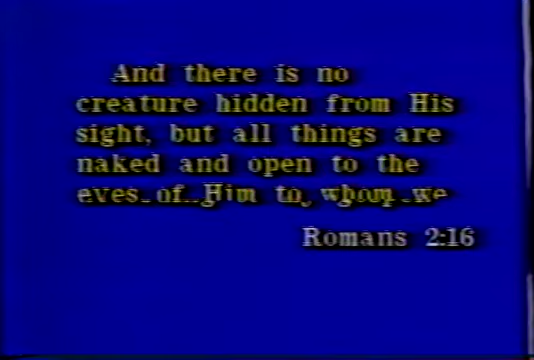 And there is no
creature hidden from His
sight, but all things are
naked and open to the
eyes of Him to whom we
Romans 2:16